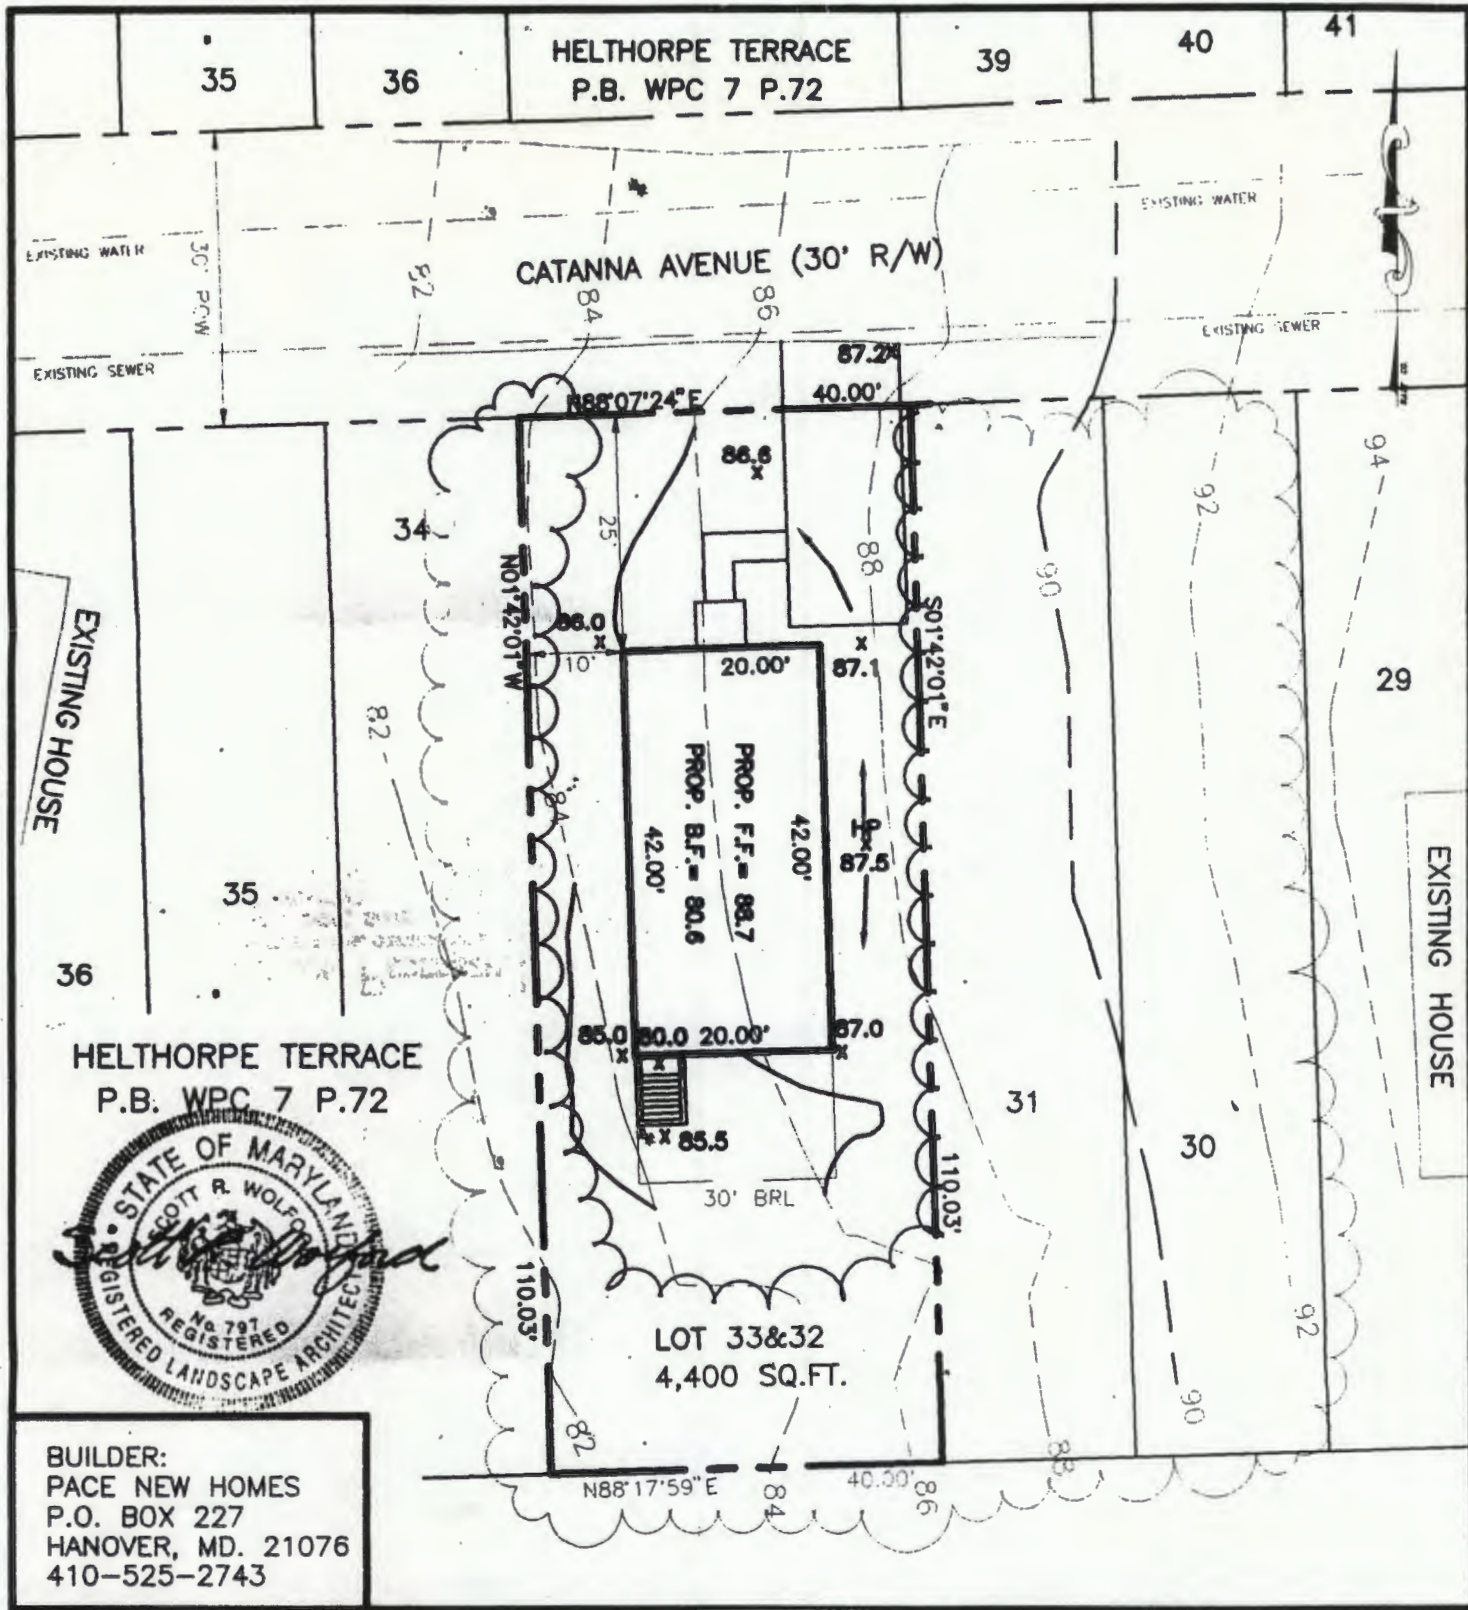 35
36
HELTHORPE TERRACE
P.B. WPC 7 P.72
39
40
41
EXISTING WATER
EXISTING WATER
30' ROW
CATANNA AVENUE (30' R/W)
82
84
86
EXISTING SEWER
EXISTING SEWER
87.2
N88°07'24"E
40.00'
86.6
34
25'
88
90
92
94
N01°42'01"W
S01°42'01"E
86.0
10'
20.00'
87.1
29
EXISTING HOUSE
82
84
PROP. F.F.= 88.7
PROP. B.F.= 80.6
42.00'
42.00'
HP
87.5
35
36
EXISTING HOUSE
85.0
80.0
20.00'
87.0
HELTHORPE TERRACE
P.B. WPC 7 P.72
85.5
31
30
30' BRL
110.03'
110.03'
STATE OF MARYLAND
SCOTT R. WOLFORD
No. 797
REGISTERED
REGISTERED LANDSCAPE ARCHITECT
LOT 33&32
4,400 SQ.FT.
92
90
88
82
N88°17'59"E
84
40.00'
86
BUILDER:
PACE NEW HOMES
P.O. BOX 227
HANOVER, MD. 21076
410-525-2743